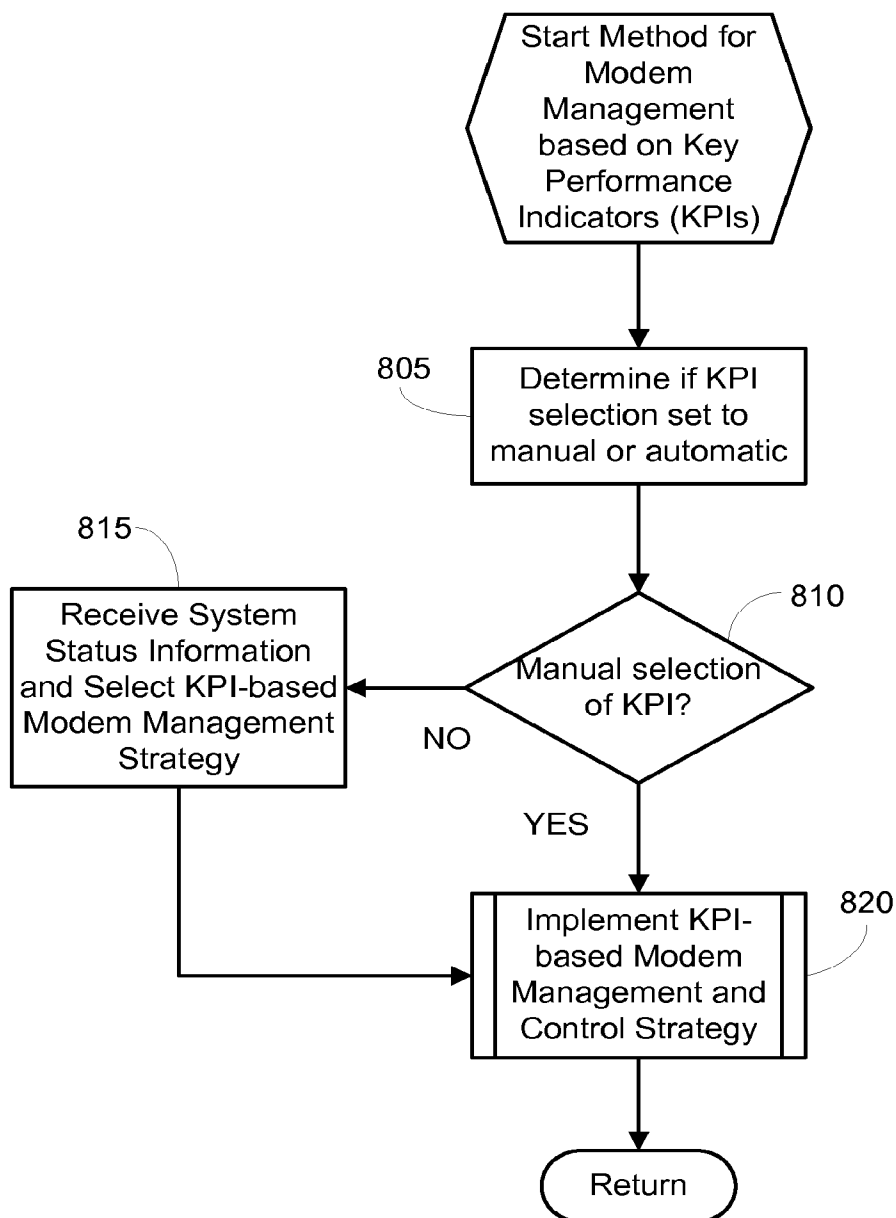 Start Method for
Modem
Management
based on Key
Performance
Indicators (KPIs)
805
Determine if KPI
selection set to
manual or automatic
815
Receive System
Status Information
and Select KPI-based
Modem Management
Strategy
810
Manual selection
of KPI?
NO
YES
820
Implement KPI-
based Modem
Management and
Control Strategy
Return